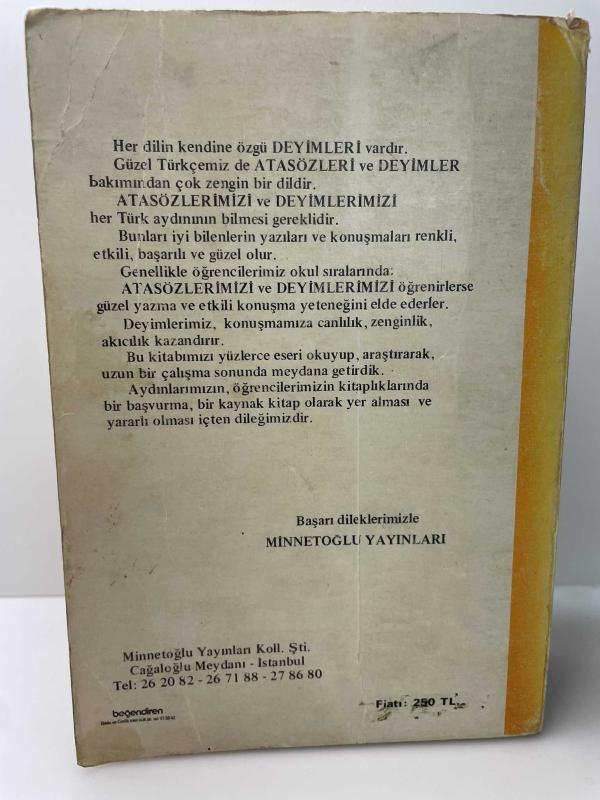 Her dilin kendine özgü DEYİMLERİ vardır.
Güzel Türkçemiz de ATASÖZLERİ ve DEYİMLER
bakımından çok zengin bir dildir.
ATASÖZLERİMİZİ ve DEYİMLERİMİZİ
her Türk aydınının bilmesi gereklidir.
Bunları iyi bilenlerin yazıları ve konuşmaları renkli,
etkili, başarılı ve güzel olur.
Genellikle öğrencilerimiz okul sıralarında:
ATASÖZLERİMİZİ ve DEYİMLERİMİZİ öğrenirlerse
güzel yazma ve etkili konuşma yeteneğini elde ederler.
Deyimlerimiz, konuşmamıza canlılık, zenginlik,
akıcılık kazandırır.
Bu kitabımızı yüzlerce eseri okuyup, araştırarak,
uzun bir çalışma sonunda meydana getirdik.
Aydınlarımızın, öğrencilerimizin kitaplıklarında
bir başvurma, bir kaynak kitap olarak yer alması ve
yararlı olması içten dileğimizdir.
Başarı dileklerimizle
MİNNETOĞLU YAYINLARI
Minnetoğlu Yayınları Koll. Şti.
Cağaloğlu Meydanı - İstanbul
Tel: 26 20 82 - 26 71 88 - 27 86 80
beğendiren
Fiatı: 250 TL.